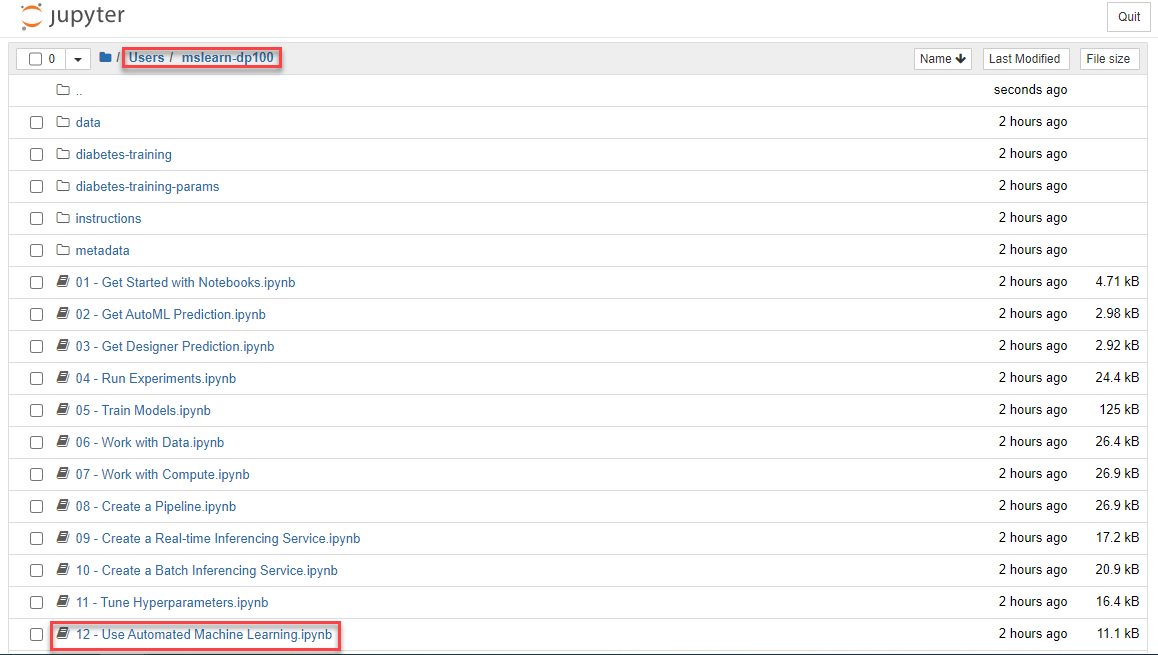 jupyter
Quit
0 / Users / mslearn-dp100 Name Last Modified File size
.. seconds ago
data 2 hours ago
diabetes-training 2 hours ago
diabetes-training-params 2 hours ago
instructions 2 hours ago
metadata 2 hours ago
01 - Get Started with Notebooks.ipynb 2 hours ago 4.71 kB
02 - Get AutoML Prediction.ipynb 2 hours ago 2.98 kB
03 - Get Designer Prediction.ipynb 2 hours ago 2.92 kB
04 - Run Experiments.ipynb 2 hours ago 24.4 kB
05 - Train Models.ipynb 2 hours ago 125 kB
06 - Work with Data.ipynb 2 hours ago 26.4 kB
07 - Work with Compute.ipynb 2 hours ago 26.9 kB
08 - Create a Pipeline.ipynb 2 hours ago 26.9 kB
09 - Create a Real-time Inferencing Service.ipynb 2 hours ago 17.2 kB
10 - Create a Batch Inferencing Service.ipynb 2 hours ago 20.9 kB
11 - Tune Hyperparameters.ipynb 2 hours ago 16.4 kB
12 - Use Automated Machine Learning.ipynb 2 hours ago 11.1 kB